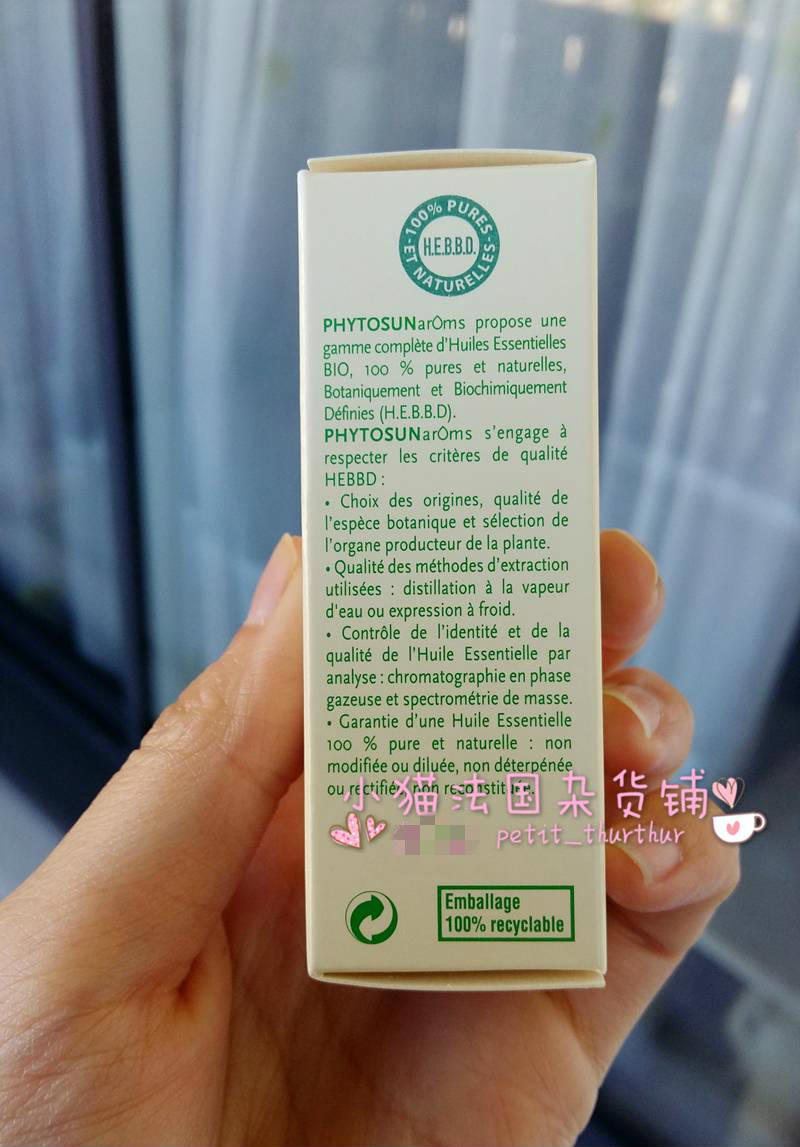 100% PURES
ET NATURELLES
H.E.B.B.D.
PHYTOSUNarÔms propose une
gamme complète d'Huiles Essentielles
BIO, 100 % pures et naturelles,
Botaniquement et Biochimiquement
Définies (H.E.B.B.D).
PHYTOSUNarÔms s'engage à
respecter les critères de qualité
HEBBD :
• Choix des origines, qualité de
l'espèce botanique et sélection de
l'organe producteur de la plante.
• Qualité des méthodes d'extraction
utilisées : distillation à la vapeur
d'eau ou expression à froid.
• Contrôle de l'identité et de la
qualité de l'Huile Essentielle par
analyse : chromatographie en phase
gazeuse et spectrométrie de masse.
• Garantie d'une Huile Essentielle
100 % pure et naturelle : non
modifiée ou diluée, non déterpénée
ou rectifiée, non reconstituée.
小猫法国杂货铺
petit_thurthur
Emballage
100% recyclable